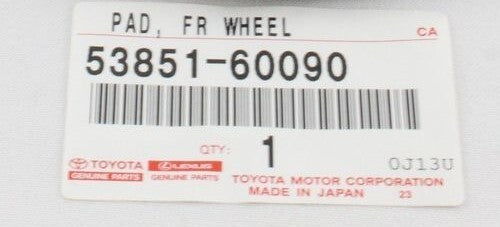 PAD, FR WHEEL CA
53851-60090
QTY: 1 0J13U
TOYOTA LEXUS
GENUINE PARTS GENUINE PARTS
TOYOTA MOTOR CORPORATION
MADE IN JAPAN 23